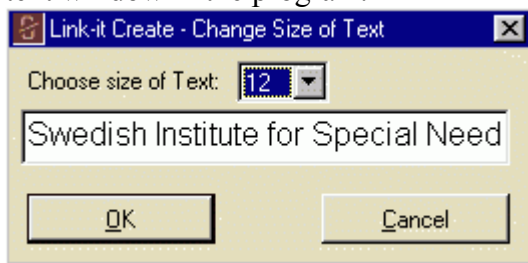 Link-it Create - Change Size of Text
Choose size of Text: 12
Swedish Institute for Special Need
OK Cancel